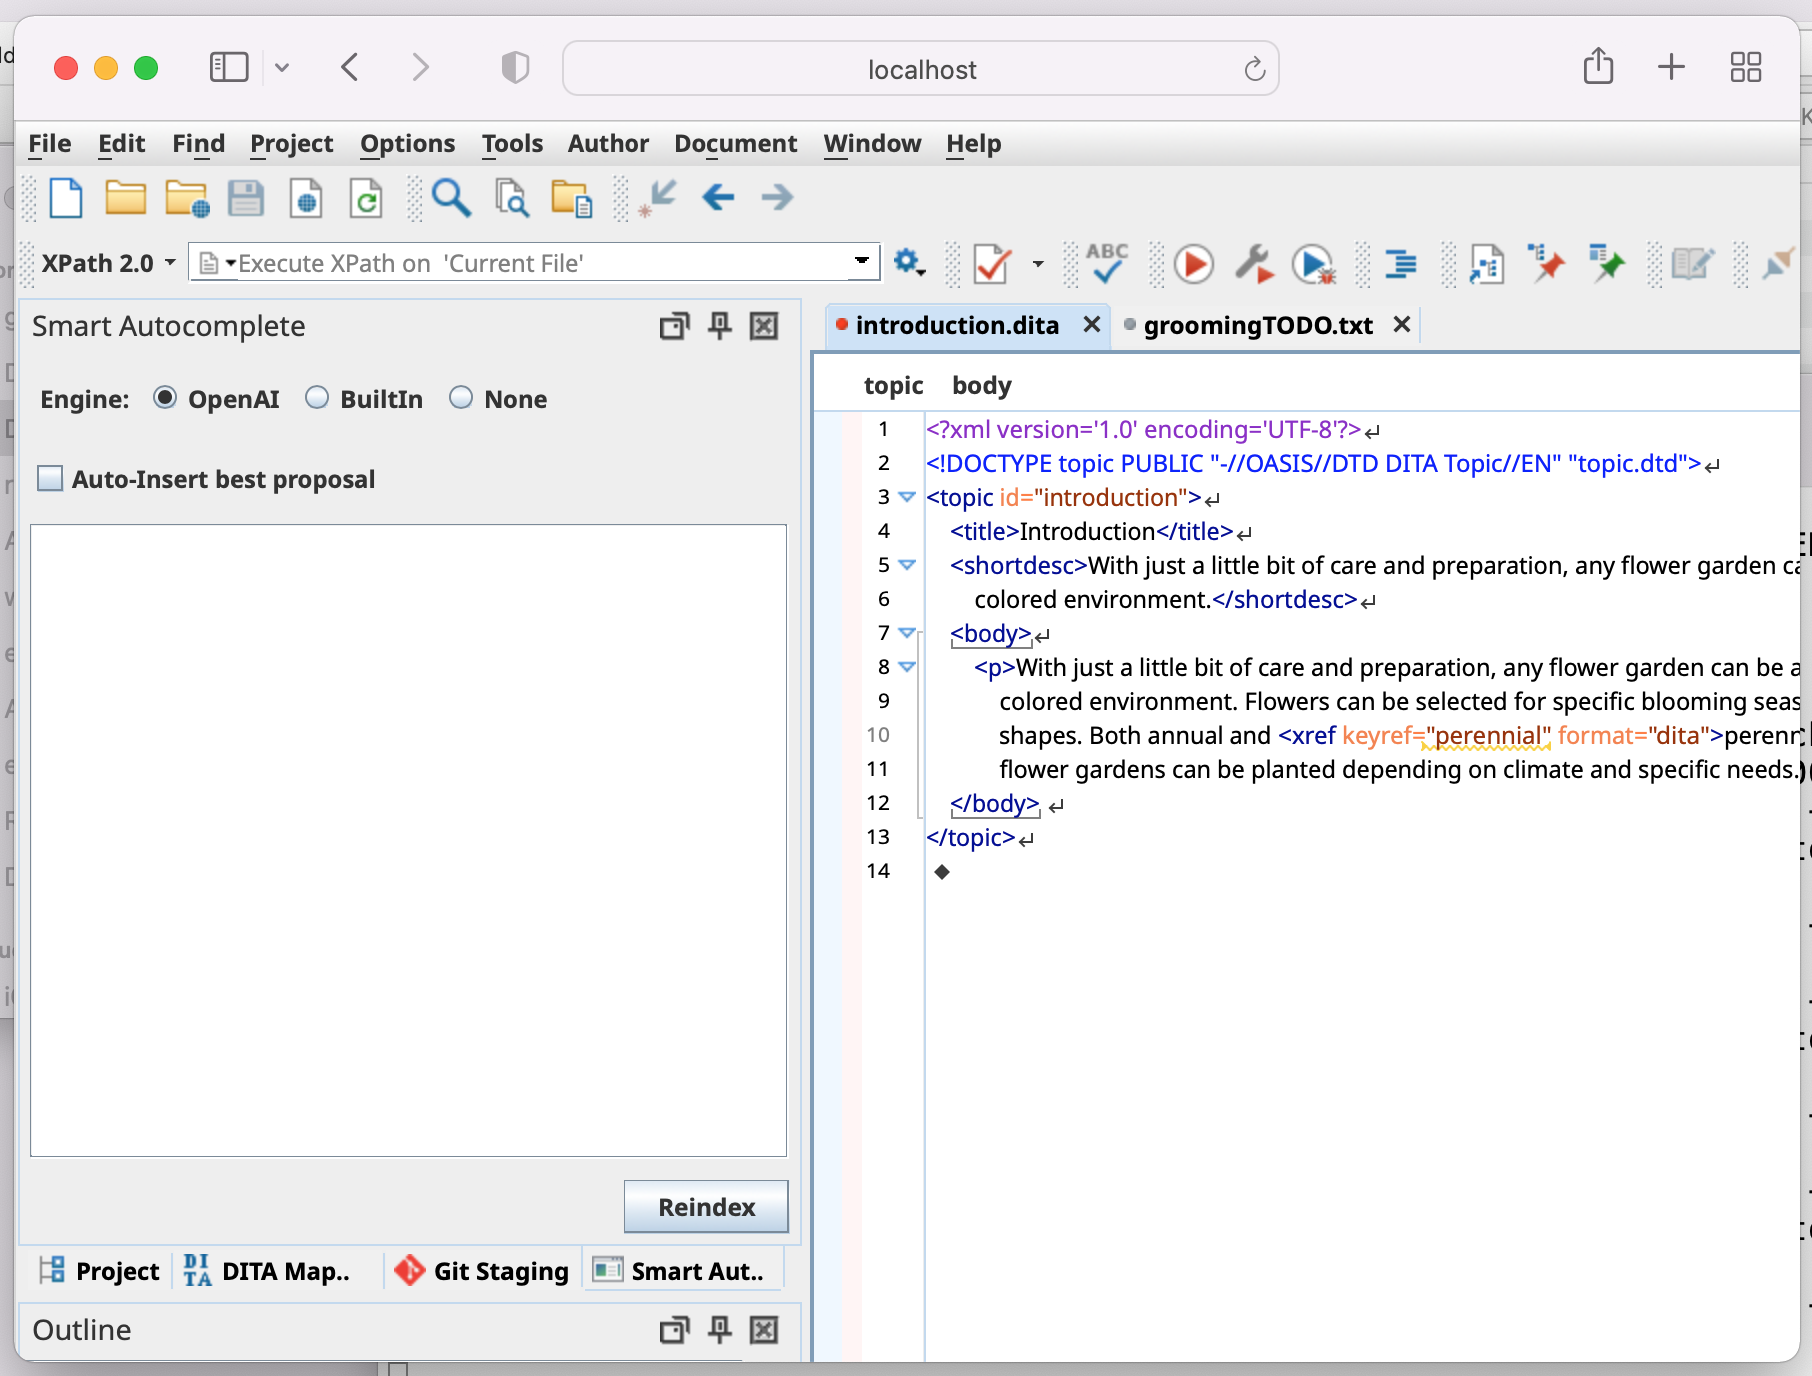 localhost
File Edit Find Project Options Tools Author Document Window Help
XPath 2.0 Execute XPath on 'Current File' ABC
Smart Autocomplete
Engine: OpenAI BuiltIn None
Auto-Insert best proposal
Reindex
Project DITA DITA Map.. Git Staging Smart Aut..
Outline
introduction.dita groomingTODO.txt
topic body
1 <?xml version='1.0' encoding='UTF-8'?>
2 <!DOCTYPE topic PUBLIC "-//OASIS//DTD DITA Topic//EN" "topic.dtd">
3 <topic id="introduction">
4 <title>Introduction</title>
5 <shortdesc>With just a little bit of care and preparation, any flower garden ca
6 colored environment.</shortdesc>
7 <body>
8 <p>With just a little bit of care and preparation, any flower garden can be a
9 colored environment. Flowers can be selected for specific blooming seas
10 shapes. Both annual and <xref keyref="perennial" format="dita">peren
11 flower gardens can be planted depending on climate and specific needs.
12 </body>
13 </topic>
14